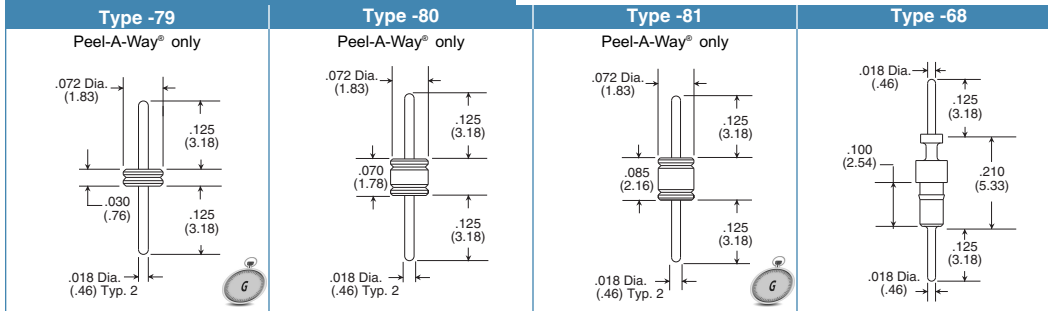 Type -79
Peel-A-Way® only
.072 Dia.
(1.83)
.125
(3.18)
.030
(.76)
.125
(3.18)
.018 Dia.
(.46) Typ. 2
G
Type -80
Peel-A-Way® only
.072 Dia.
(1.83)
.125
(3.18)
.070
(1.78)
.125
(3.18)
.018 Dia.
(.46) Typ. 2
Type -81
Peel-A-Way® only
.072 Dia.
(1.83)
.125
(3.18)
.085
(2.16)
.125
(3.18)
.018 Dia.
(.46) Typ. 2
G
Type -68
.018 Dia.
(.46)
.125
(3.18)
.100
(2.54)
.210
(5.33)
.125
(3.18)
.018 Dia.
(.46)